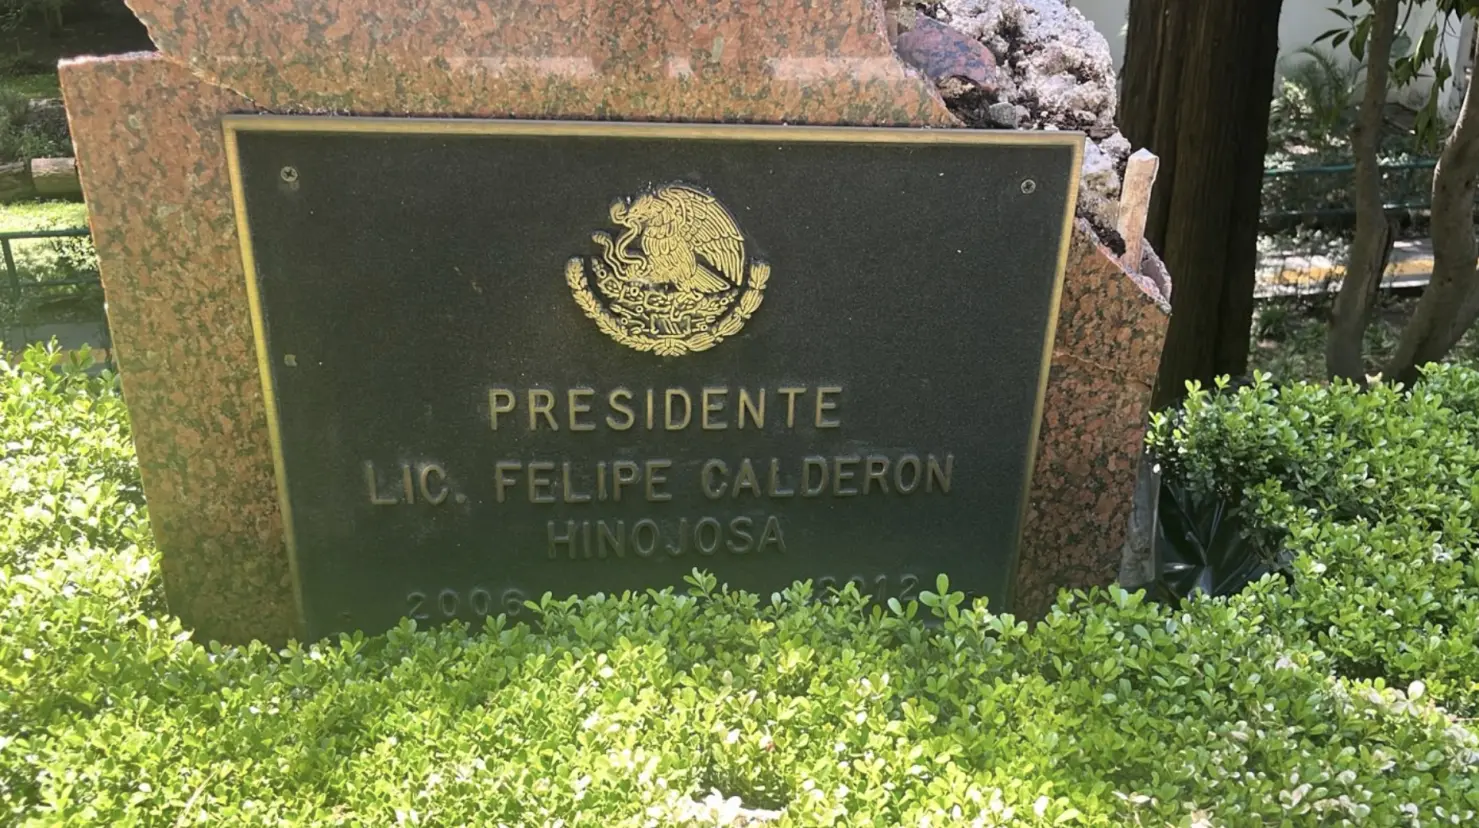 PRESIDENTE
LIC. FELIPE CALDERON
HINOJOSA
2006 2012